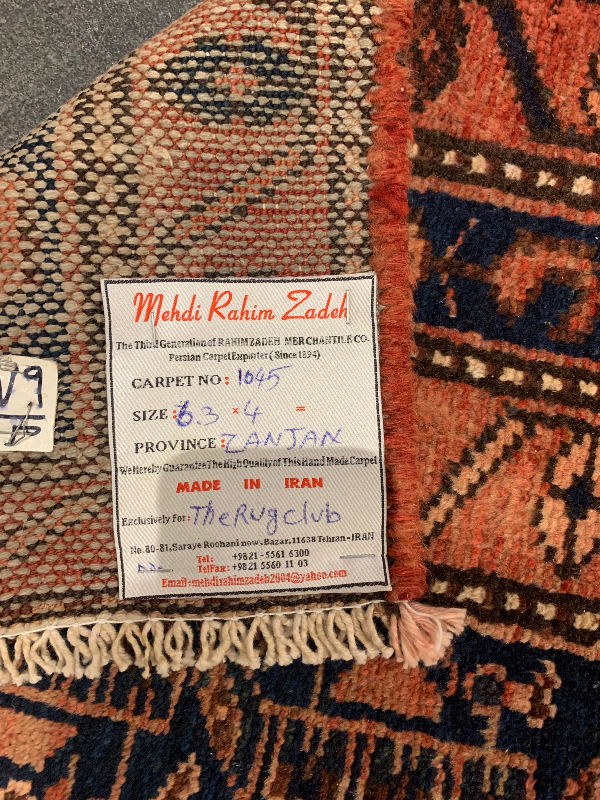 Mehdi Rahim Zadeh
The Third Generation of RAHIMZADEH MERCHANTILE CO.
Persian Carpet Exporter ( Since 1894)
CARPET NO : 1045
SIZE : 6.3 × 4 =
PROVINCE : ZANJAN
We Hereby Guarantee The High Quality of This Hand Made Carpet
MADE IN IRAN
Exclusively for : TheRugclub
No. 80-81, Saraye Roohani now, Bazar, 11638 Tehran - IRAN
Tel : +9821 - 5561 6300
TelFax : +9821 5560 11 03
Email : mehdirahimzadeh2004@yahoo.com